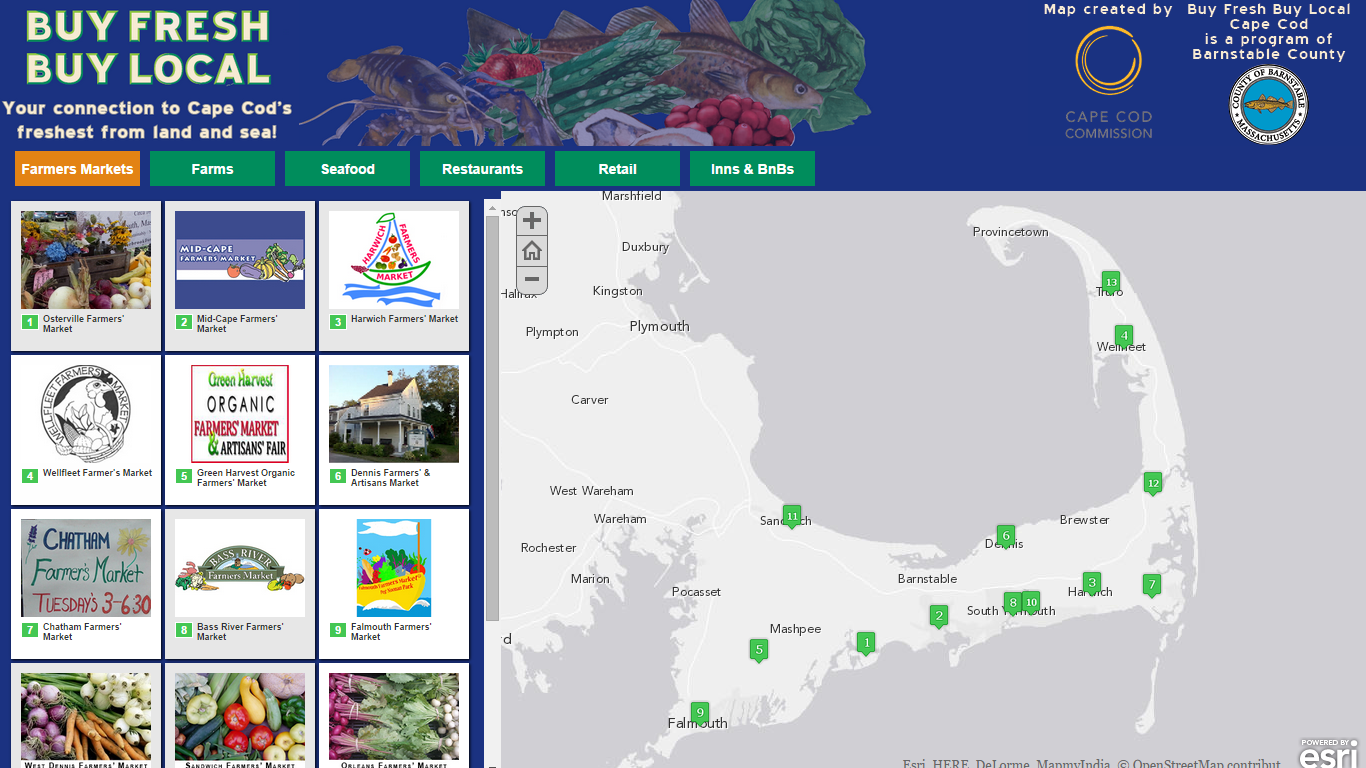 BUY FRESH
BUY LOCAL
Your connection to Cape Cod's
freshest from land and sea!
Map created by
CAPE COD
COMMISSION
Buy Fresh Buy Local
Cape Cod
is a program of
Barnstable County
COUNTY OF BARNSTABLE
MASSACHUSETTS
Farmers Markets
Farms
Seafood
Restaurants
Retail
Inns & BnBs
1 Osterville Farmers'
Market
MID-CAPE
FARMERS MARKET
2 Mid-Cape Farmers'
Market
HARWICH FARMERS
MARKET
3 Harwich Farmers' Market
WELLFLEET FARMERS MARKET
4 Wellfleet Farmer's Market
Green Harvest
ORGANIC
FARMERS' MARKET
& ARTISANS' FAIR
5 Green Harvest Organic
Farmers' Market
6 Dennis Farmers' &
Artisans Market
CHATHAM
Farmer's Market
TUESDAY'S 3-6:30
7 Chatham Farmers'
Market
BASS RIVER
Farmers Market
8 Bass River Farmers'
Market
Falmouth Farmers Market
Peg Noonan Park
9 Falmouth Farmers'
Market
West Dennis Farmers' Market
Sandwich Farmers' Market
Orleans Farmers' Market
Marshfield
Provincetown
Duxbury
13
Truro
Kingston
Halifax
Plympton
Plymouth
4
Wellfleet
Carver
West Wareham
12
Wareham
11
Sandwich
Brewster
6
Dennis
Rochester
Marion
Barnstable
Pocasset
3
Harwich
7
8
10
South Yarmouth
2
Mashpee
1
5
9
Falmouth
POWERED BY
esri
Esri, HERE, DeLorme, MapmyIndia, © OpenStreetMap contribut